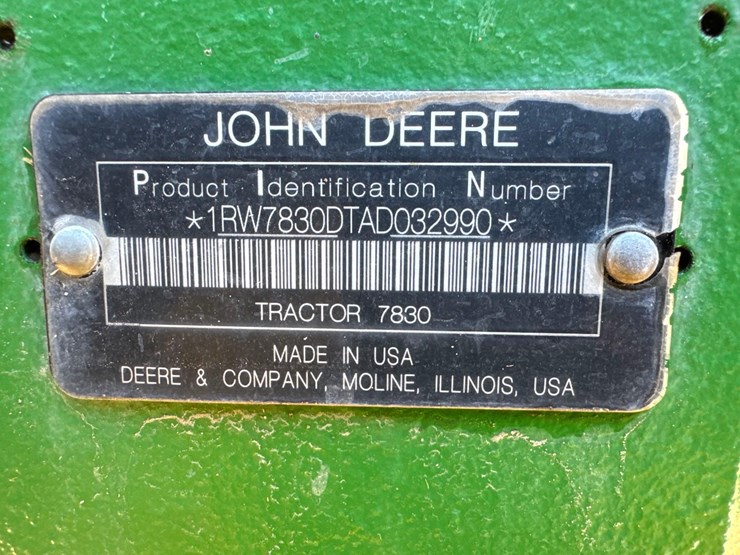 JOHN DEERE
Product Identification Number
*1RW7830DTAD032990*
TRACTOR 7830
MADE IN USA
DEERE & COMPANY, MOLINE, ILLINOIS, USA